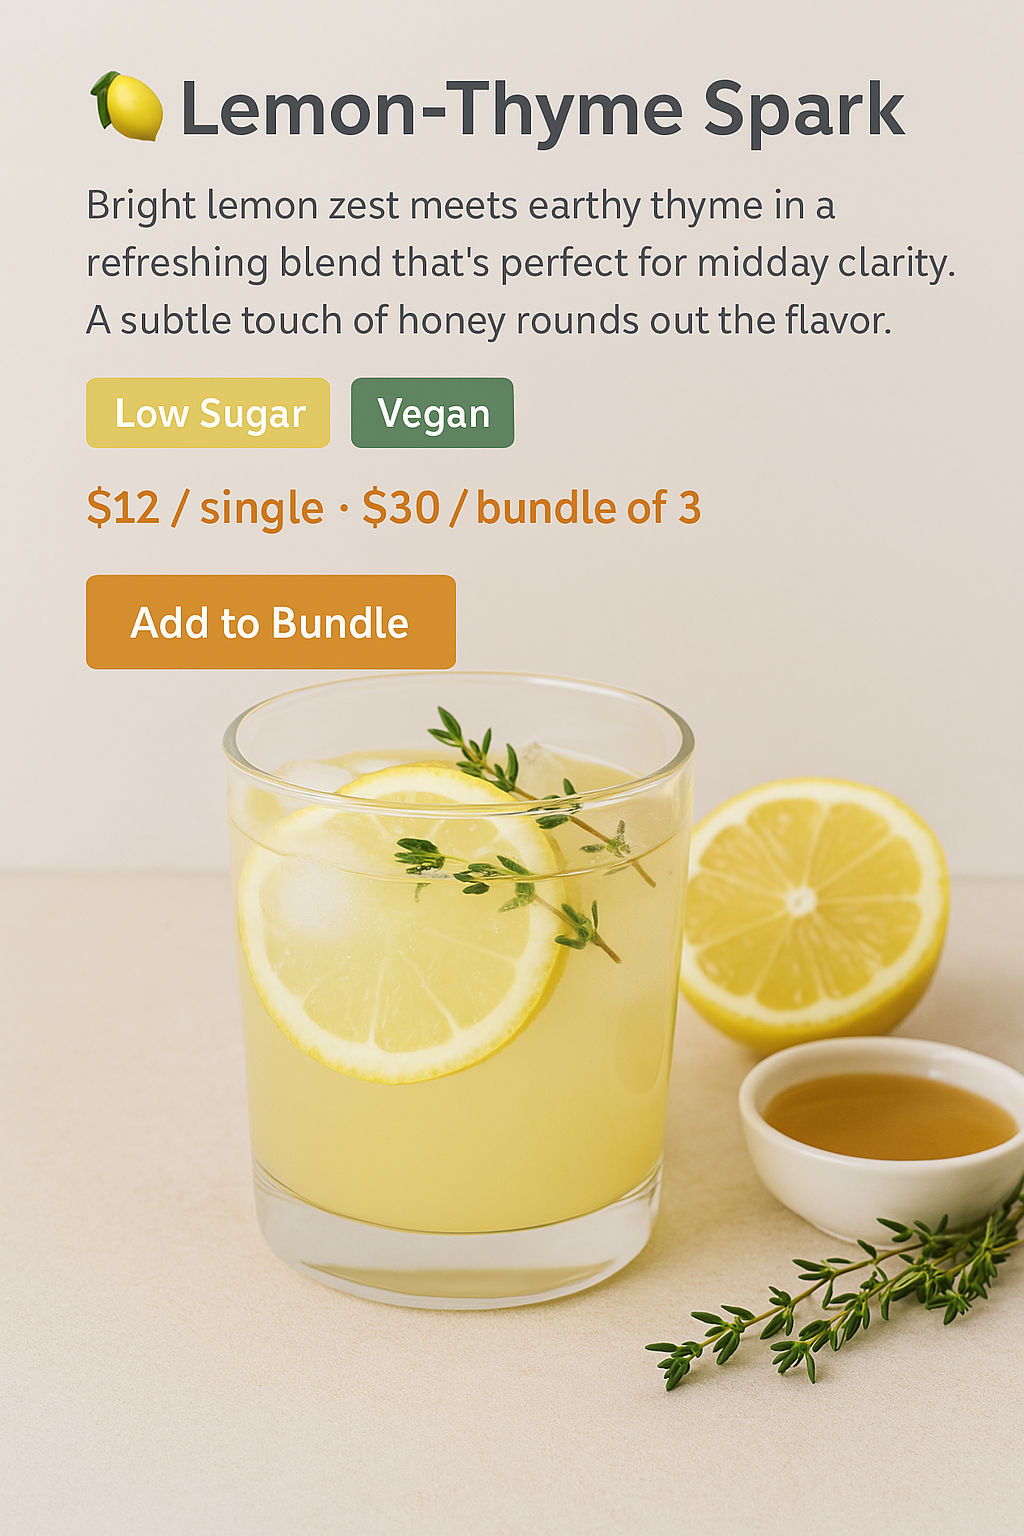 Lemon-Thyme Spark
Bright lemon zest meets earthy thyme in a
refreshing blend that's perfect for midday clarity.
A subtle touch of honey rounds out the flavor.
Low Sugar
Vegan
$12 / single · $30 / bundle of 3
Add to Bundle